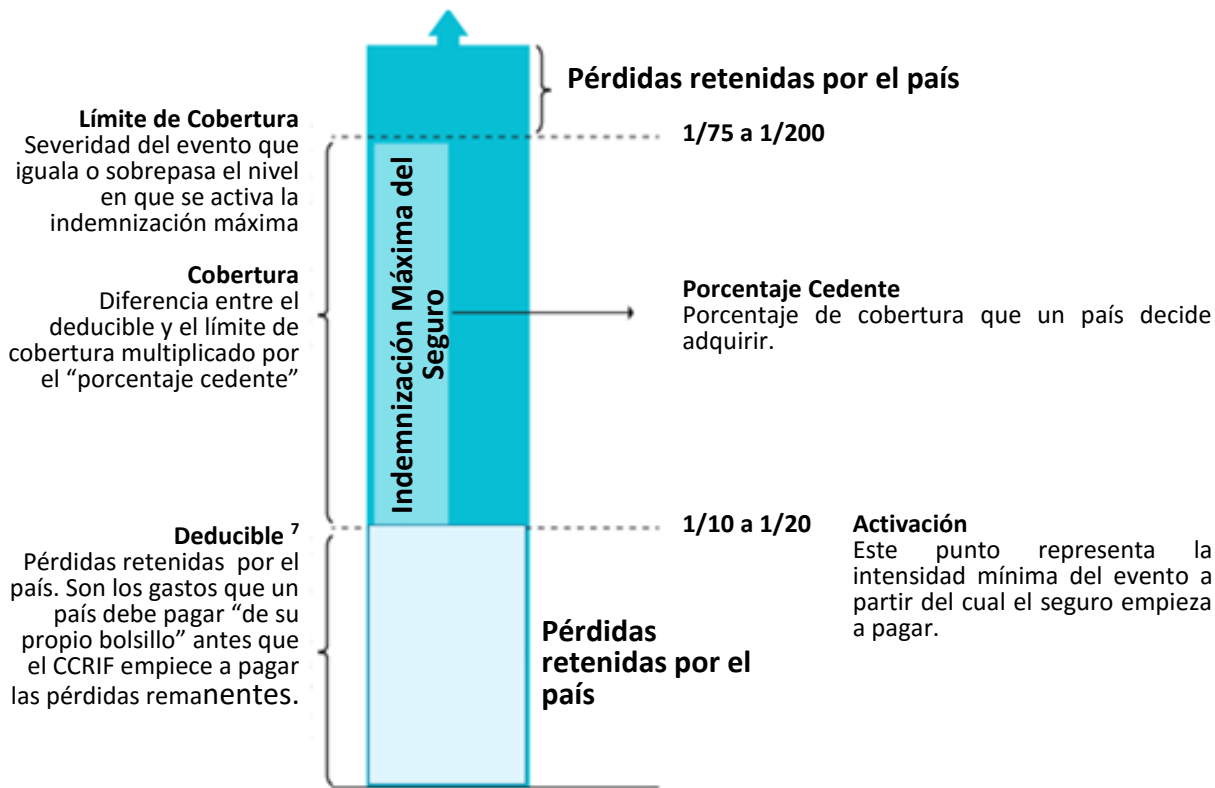 Pérdidas retenidas por el país
Límite de Cobertura
Severidad del evento que
iguala o sobrepasa el nivel
en que se activa la
indemnización máxima
1/75 a 1/200
Cobertura
Diferencia entre el
deducible y el límite de
cobertura multiplicado por
el “porcentaje cedente”
Indemnización Máxima del
Seguro
Porcentaje Cedente
Porcentaje de cobertura que un país decide
adquirir.
Deducible 7
Pérdidas retenidas por el
país. Son los gastos que un
país debe pagar “de su
propio bolsillo” antes que
el CCRIF empiece a pagar
las pérdidas remanentes.
1/10 a 1/20
Activación
Este punto representa la
intensidad mínima del evento a
partir del cual el seguro empieza
a pagar.
Pérdidas
retenidas por el
país